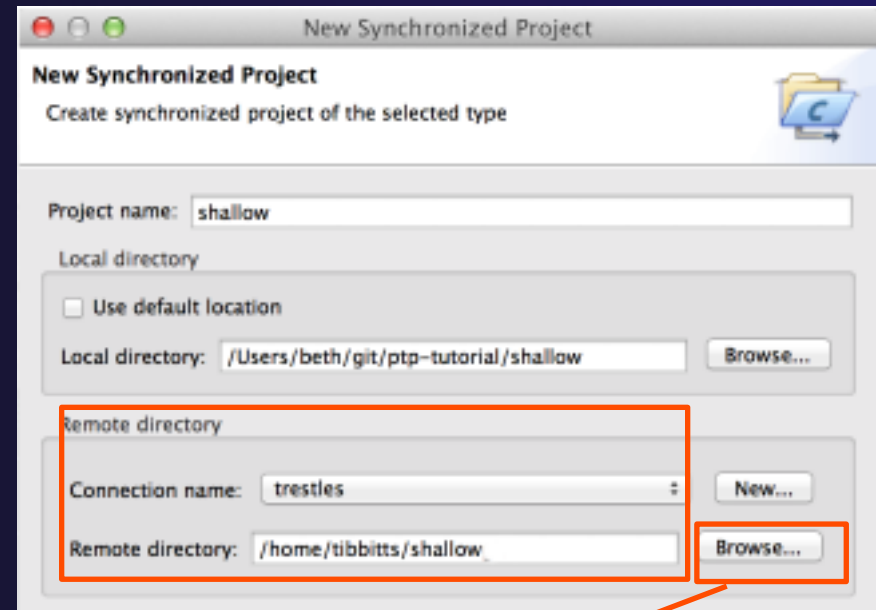 New Synchronized Project
New Synchronized Project
Create synchronized project of the selected type
C
Project name: shallow
Local directory
Use default location
Local directory: /Users/beth/git/ptp-tutorial/shallow Browse...
Remote directory
Connection name: trestles New...
Remote directory: /home/tibbitts/shallow Browse...